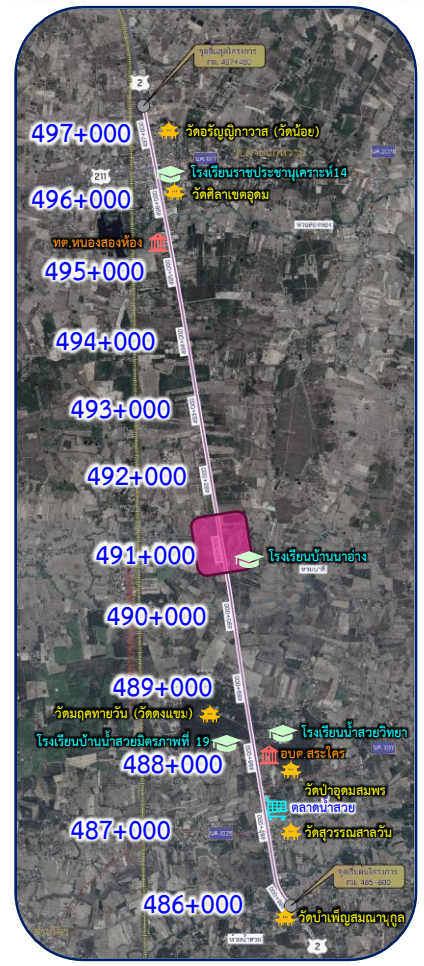 จุดสิ้นสุดโครงการ
กม. 497+480
2
497+000
วัดอรัญญิกาวาส (วัดน้อย)
211
โรงเรียนราชประชานุเคราะห์14
496+000
วัดศิลาเขตอุดม
ทต.หนองสองห้อง
495+000
494+000
493+000
492+000
491+000
โรงเรียนบ้านนาอ่าง
490+000
489+000
วัดมฤคทายวัน (วัดดงแขม)
โรงเรียนน้ำสวยวิทยา
โรงเรียนบ้านน้ำสวยมิตรภาพที่ 19
อบต.สระใคร
488+000
วัดป่าอุดมสมพร
ตลาดน้ำสวย
487+000
วัดสุวรรณสาลวัน
จุดเริ่มต้นโครงการ
486+000
วัดบำเพ็ญสมณานุกูล
ห้วยน้ำสวย
2